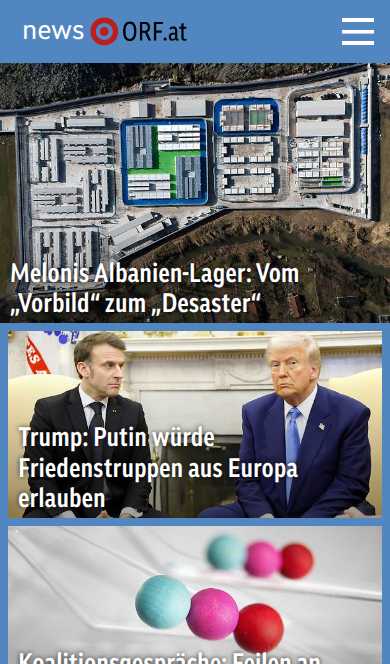 news ORF.at
Melonis Albanien-Lager: Vom
„Vorbild“ zum „Desaster“
Trump: Putin würde
Friedenstruppen aus Europa
erlauben
Koalitionsgespräche: Feilen an